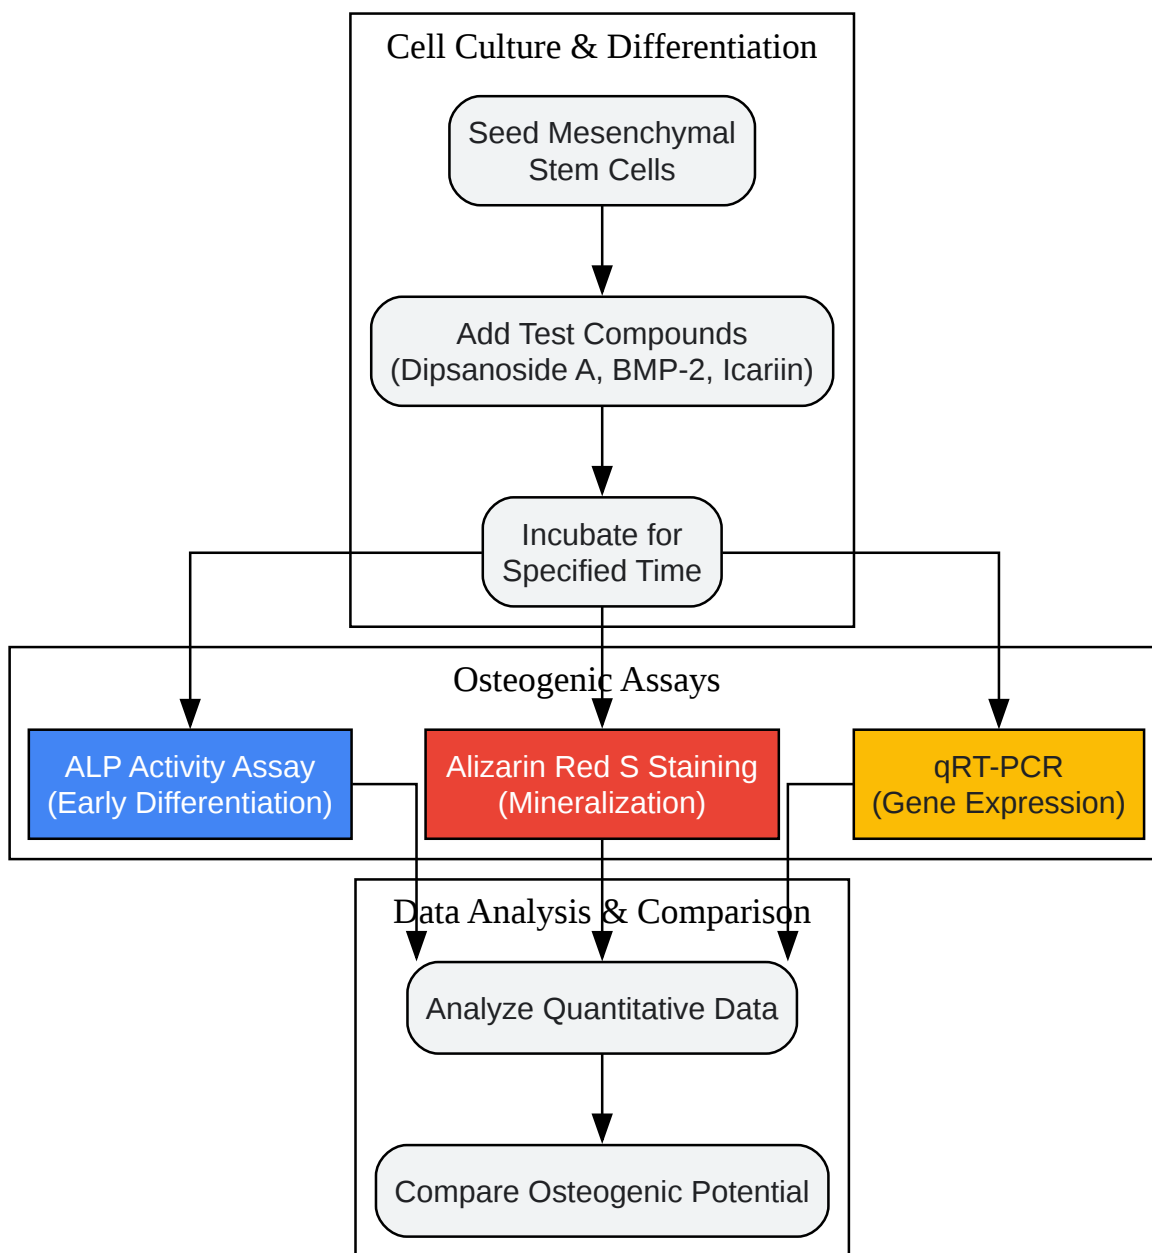 Cell Culture & Differentiation
Seed Mesenchymal
Stem Cells
Add Test Compounds
(Dipsanoside A, BMP-2, Icariin)
Incubate for
Specified Time
Osteogenic Assays
ALP Activity Assay
(Early Differentiation)
Alizarin Red S Staining
(Mineralization)
qRT-PCR
(Gene Expression)
Data Analysis & Comparison
Analyze Quantitative Data
Compare Osteogenic Potential